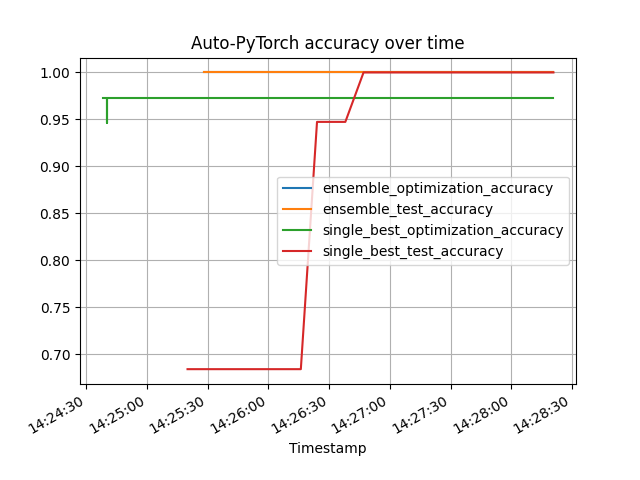 Auto-PyTorch accuracy over time
1.00
0.95
0.90
0.85
0.80
0.75
0.70
ensemble_optimization_accuracy
ensemble_test_accuracy
single_best_optimization_accuracy
single_best_test_accuracy
14:24:30
14:25:00
14:25:30
14:26:00
14:26:30
14:27:00
14:27:30
14:28:00
14:28:30
Timestamp